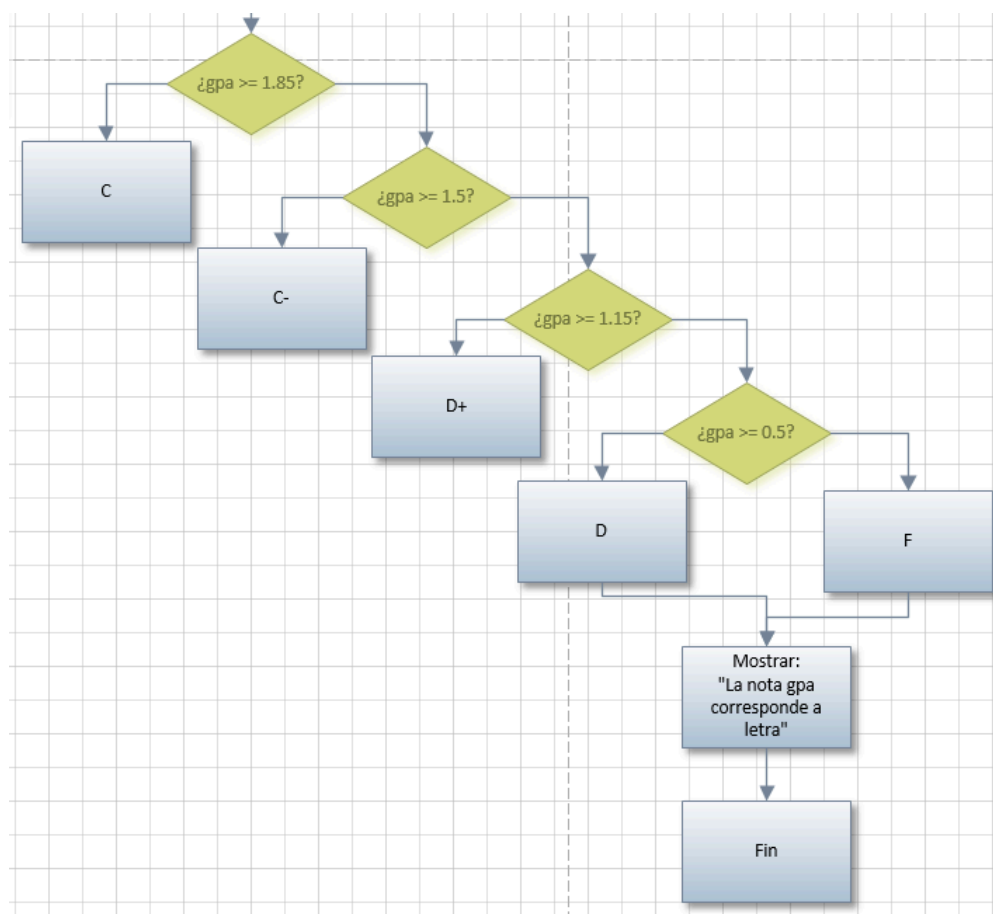 ¿gpa >= 1.85?
C
¿gpa >= 1.5?
C-
¿gpa >= 1.15?
D+
¿gpa >= 0.5?
D
F
Mostrar:
"La nota gpa
corresponde a
letra"
Fin